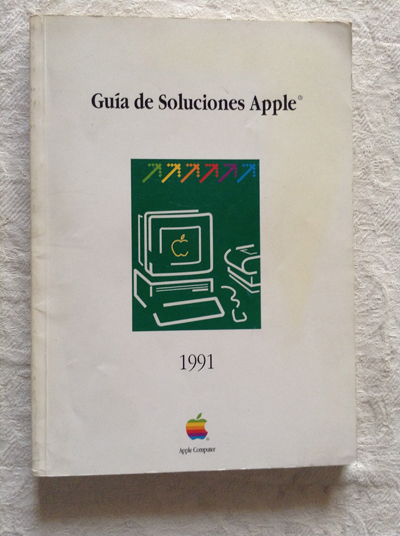 Guía de Soluciones Apple®
1991
Apple Computer